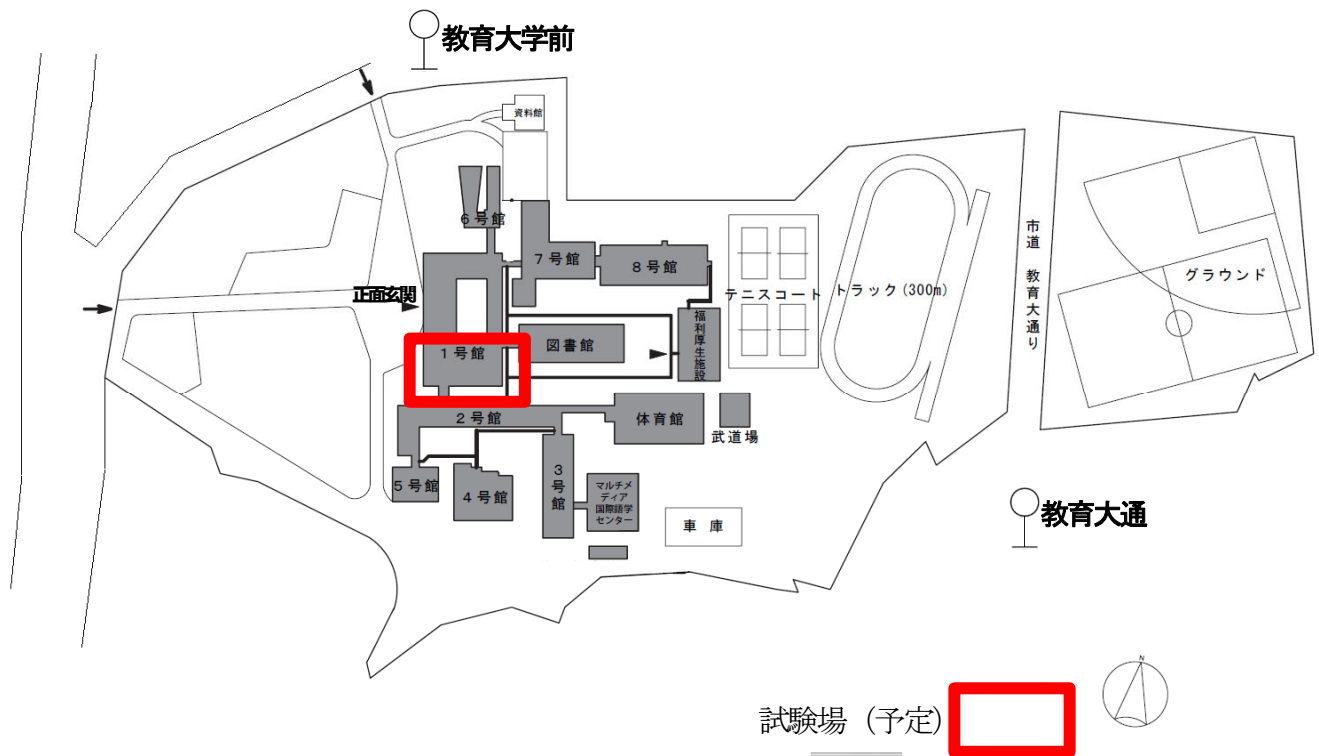 教育大学前
資料館
6号館
7号館
8号館
正面玄関
テニスコート
トラック(300m)
市道 教育大通り
グラウンド
1号館
図書館
福利厚生施設
2号館
体育館
武道場
5号館
4号館
3号館
マルチメ
ディア
国際語学
センター
車庫
教育大通
N
試験場（予定）